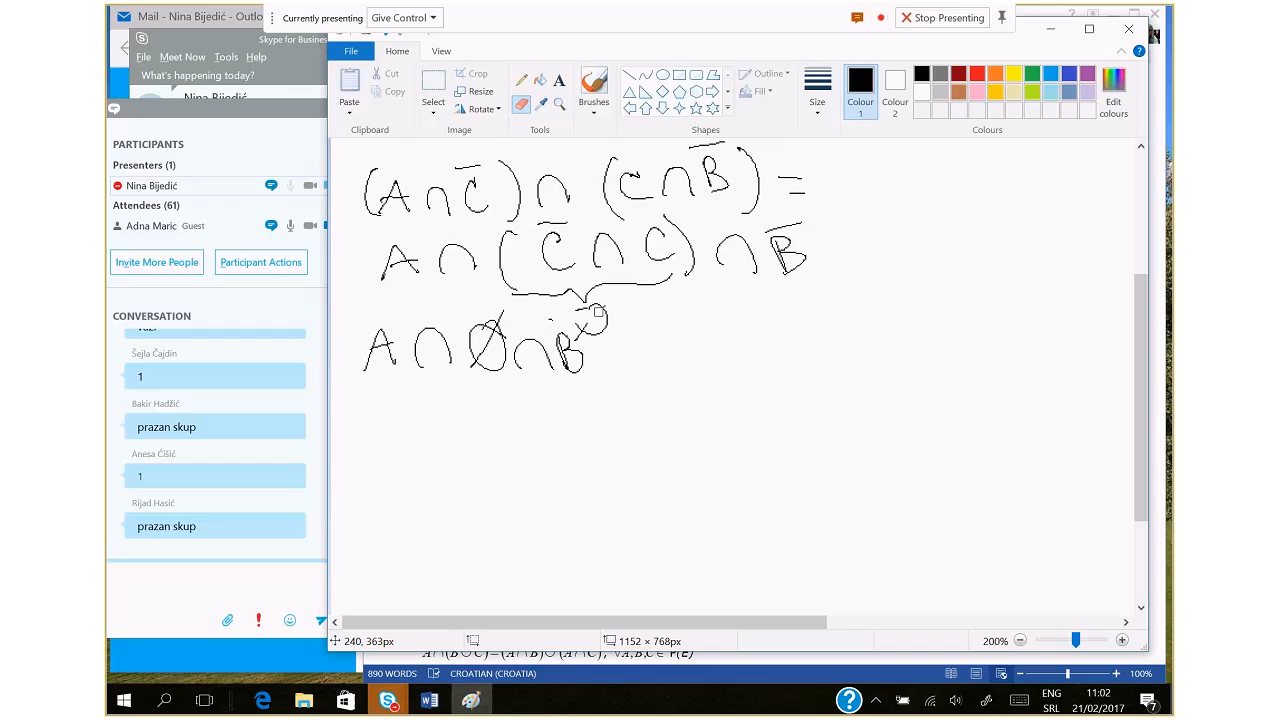 Mail - Nina Bijedić - Outlo
Currently presenting
Give Control
Stop Presenting
Skype for Business
File Meet Now Tools Help
What's happening today?
Nina Bijedić
File Home View
Paste
Cut
Copy
Select
Crop
Resize
Rotate
A
Brushes
Outline
Fill
Size
Colour 1
Colour 2
Edit colours
Clipboard Image Tools Shapes Colours
PARTICIPANTS
Presenters (1)
Nina Bijedić
Attendees (61)
Adna Maric Guest
Invite More People Participant Actions
CONVERSATION
Šejla Čajdin
1
Bakir Hadžić
prazan skup
Anesa Ćišić
1
Rijad Hasić
prazan skup
(A ∩ C̅) ∩ (C ∩ B̅) =
A ∩ (C̅ ∩ C) ∩ B̅
A ∩ ∅ ∩ B
240, 363px
1152 × 768px
200%
A∩(B∪C)=(A∩B)∪(A∩C), ∀A,B,C∈ P(E)
890 WORDS CROATIAN (CROATIA) 100%
ENG
SRL
11:02
21/02/2017
7